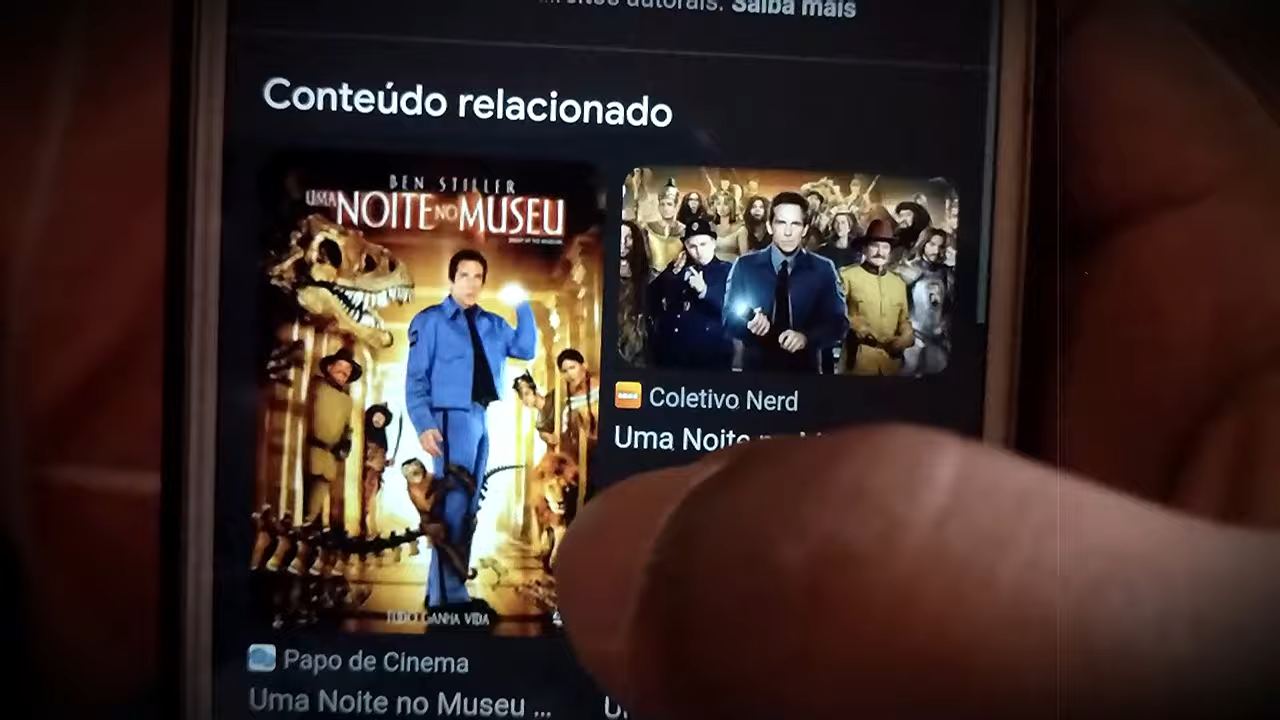 autorais. Saiba mais
Conteúdo relacionado
BEN STILLER
UMA NOITE NO MUSEU
TUDO GANHA VIDA
Coletivo Nerd
Uma Noite
Papo de Cinema
Uma Noite no Museu ...